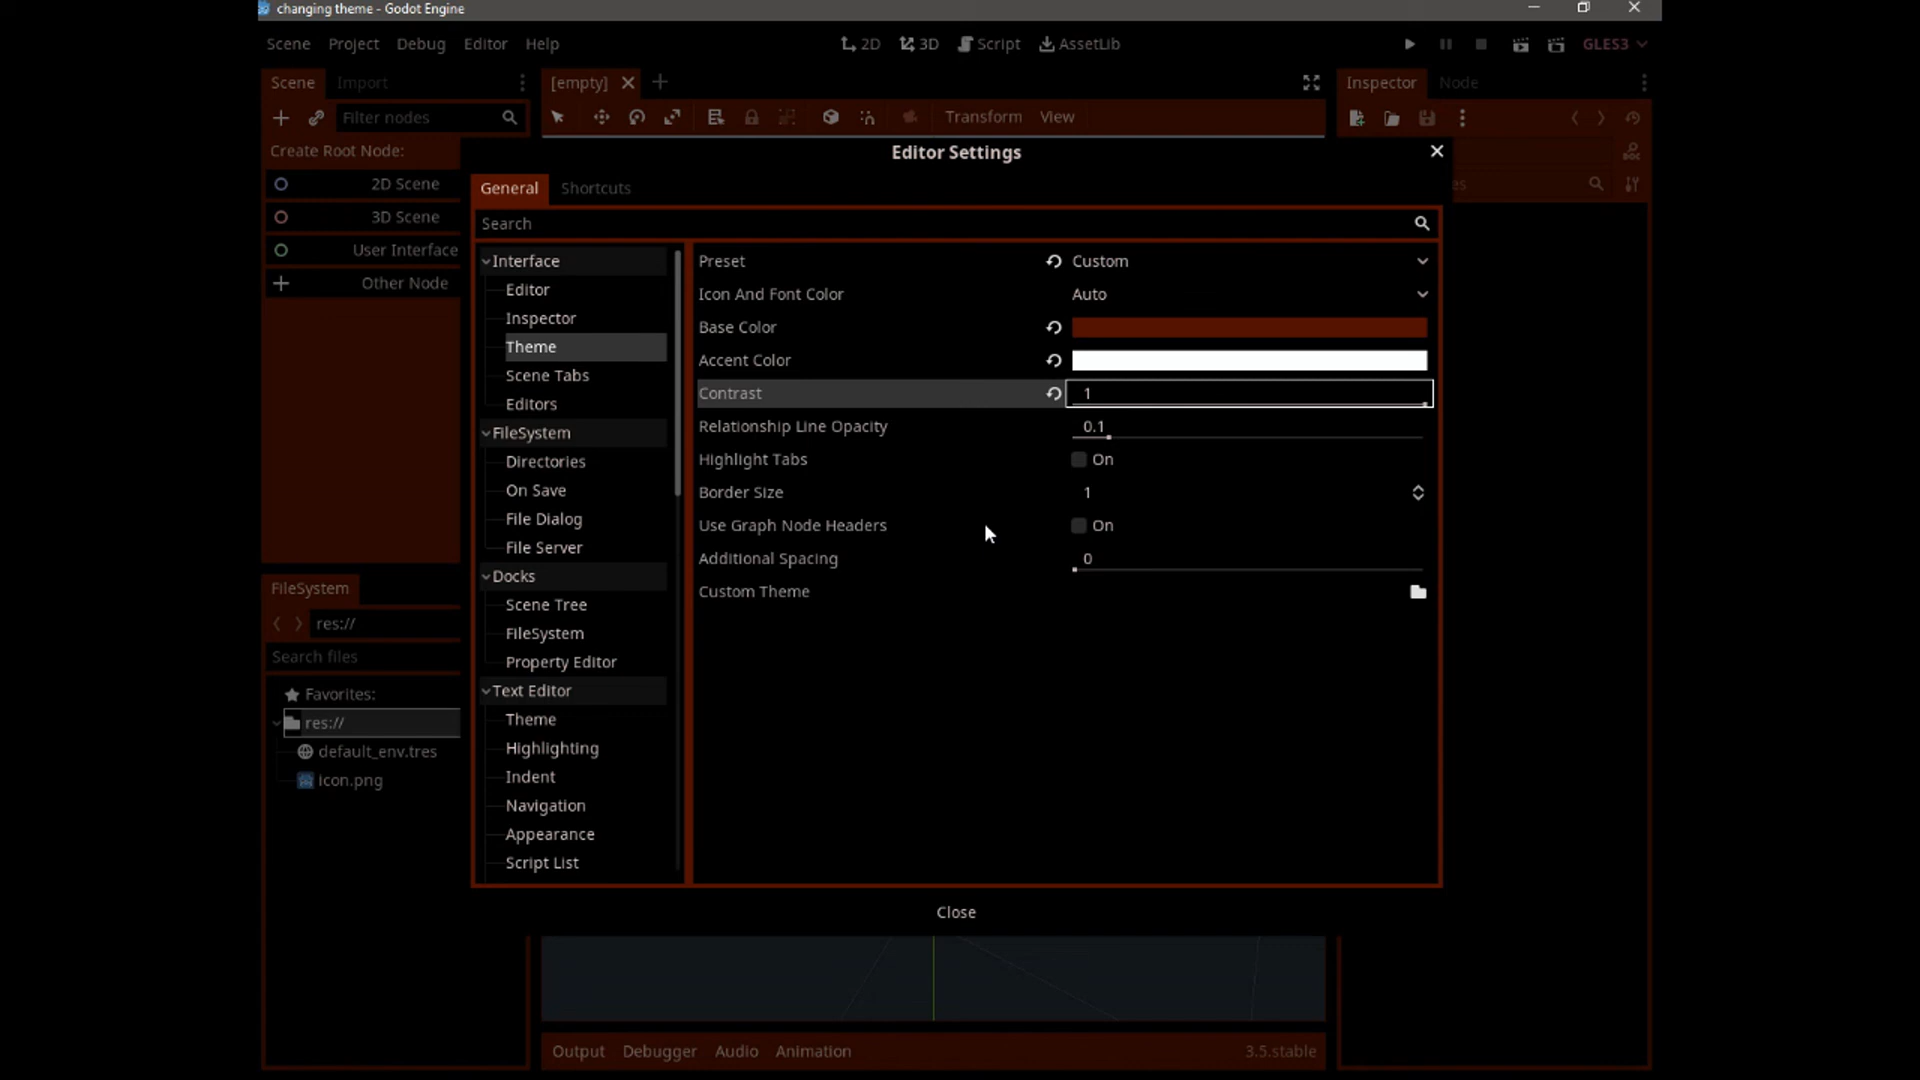 changing theme - Godot Engine
Scene Project Debug Editor Help
2D 3D Script AssetLib
GLES3
Scene Import
[empty]
Inspector Node
Filter nodes
Transform View
Create Root Node:
2D Scene
3D Scene
User Interface
Other Node
FileSystem
res://
Search files
Favorites:
res://
default_env.tres
icon.png
Editor Settings
General Shortcuts
Search
Interface
Editor
Inspector
Theme
Scene Tabs
Editors
FileSystem
Directories
On Save
File Dialog
File Server
Docks
Scene Tree
FileSystem
Property Editor
Text Editor
Theme
Highlighting
Indent
Navigation
Appearance
Script List
Preset Custom
Icon And Font Color Auto
Base Color
Accent Color
Contrast 1
Relationship Line Opacity 0.1
Highlight Tabs On
Border Size 1
Use Graph Node Headers On
Additional Spacing 0
Custom Theme
Close
es
DOC
Output Debugger Audio Animation
3.5.stable